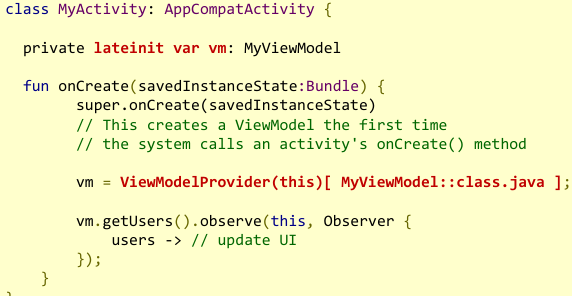 class MyActivity: AppCompatActivity {
private lateinit var vm: MyViewModel
fun onCreate(savedInstanceState:Bundle) {
super.onCreate(savedInstanceState)
// This creates a ViewModel the first time
// the system calls an activity's onCreate() method
vm = ViewModelProvider(this)[ MyViewModel::class.java ];
vm.getUsers().observe(this, Observer {
users -> // update UI
});
}
}